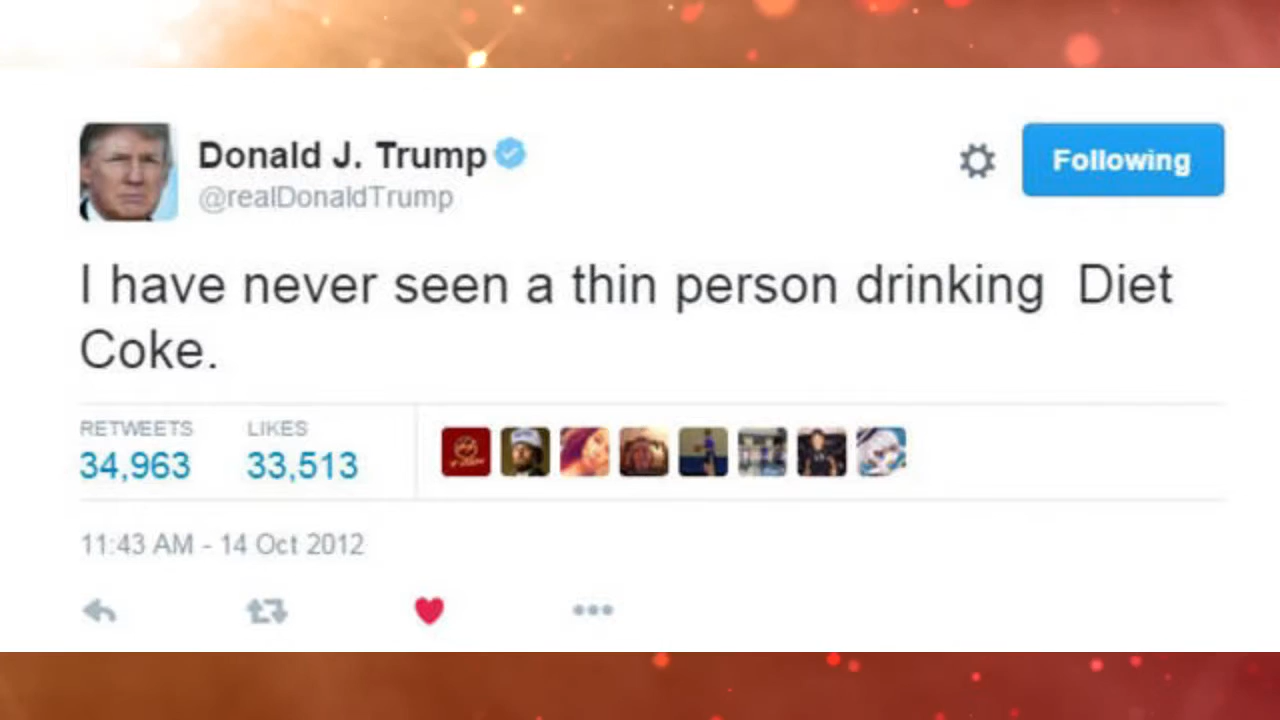 Donald J. Trump
@realDonaldTrump
Following
I have never seen a thin person drinking  Diet
Coke.
RETWEETS LIKES
34,963 33,513
11:43 AM - 14 Oct 2012